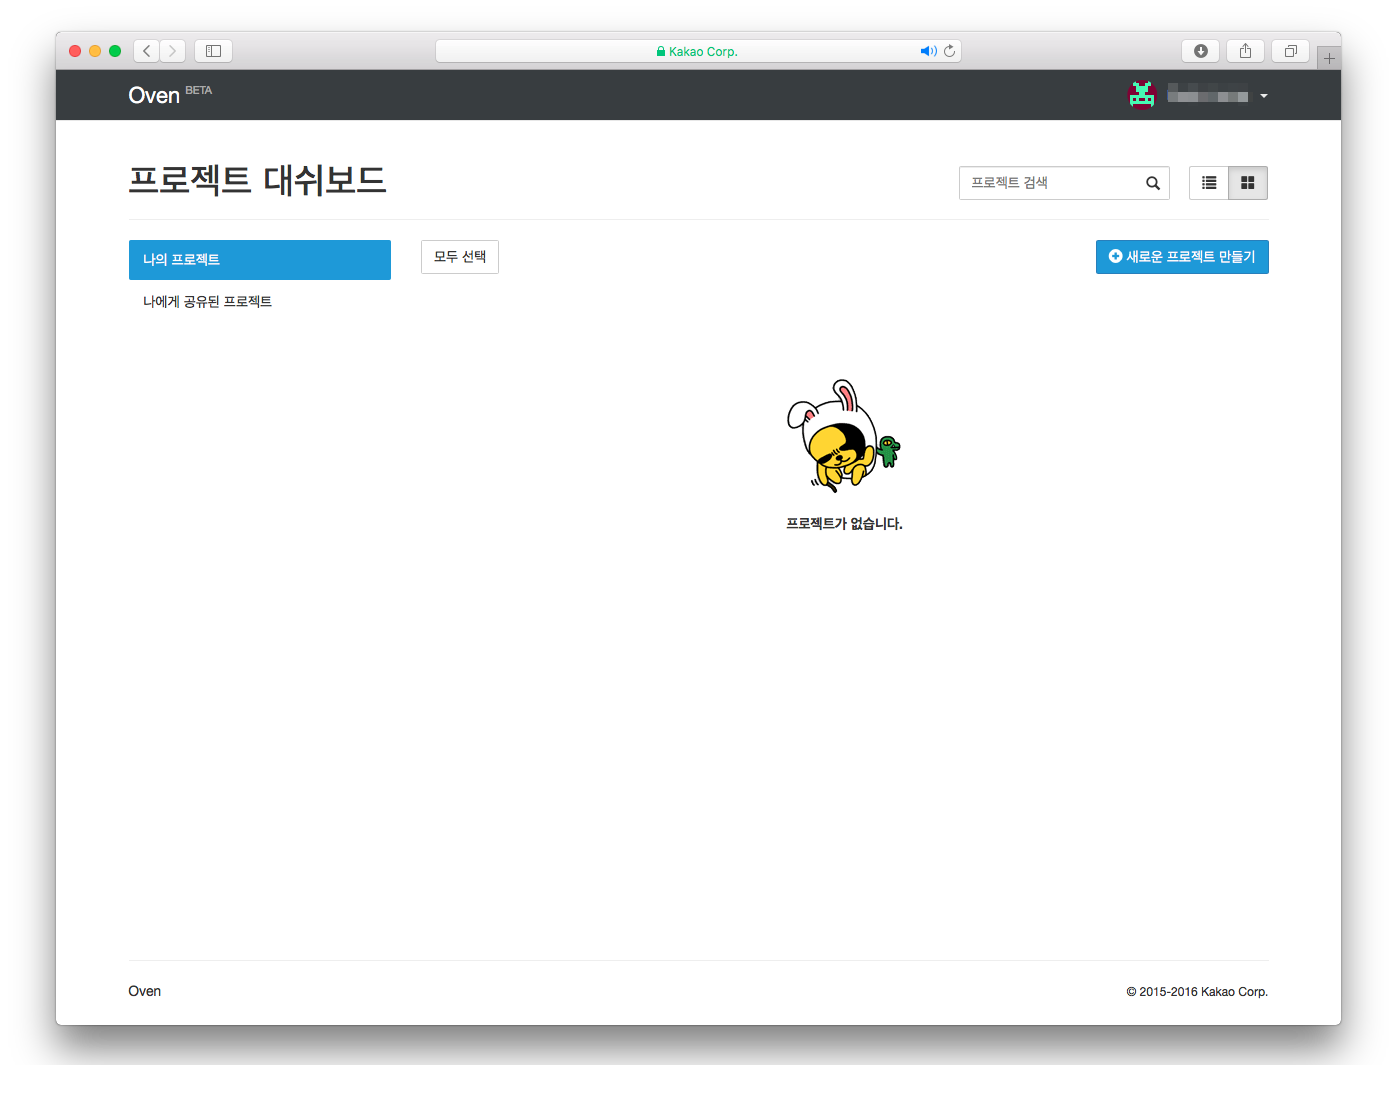 Kakao Corp.
Oven BETA
프로젝트 대쉬보드
프로젝트 검색
나의 프로젝트
모두 선택
새로운 프로젝트 만들기
나에게 공유된 프로젝트
프로젝트가 없습니다.
Oven
© 2015-2016 Kakao Corp.